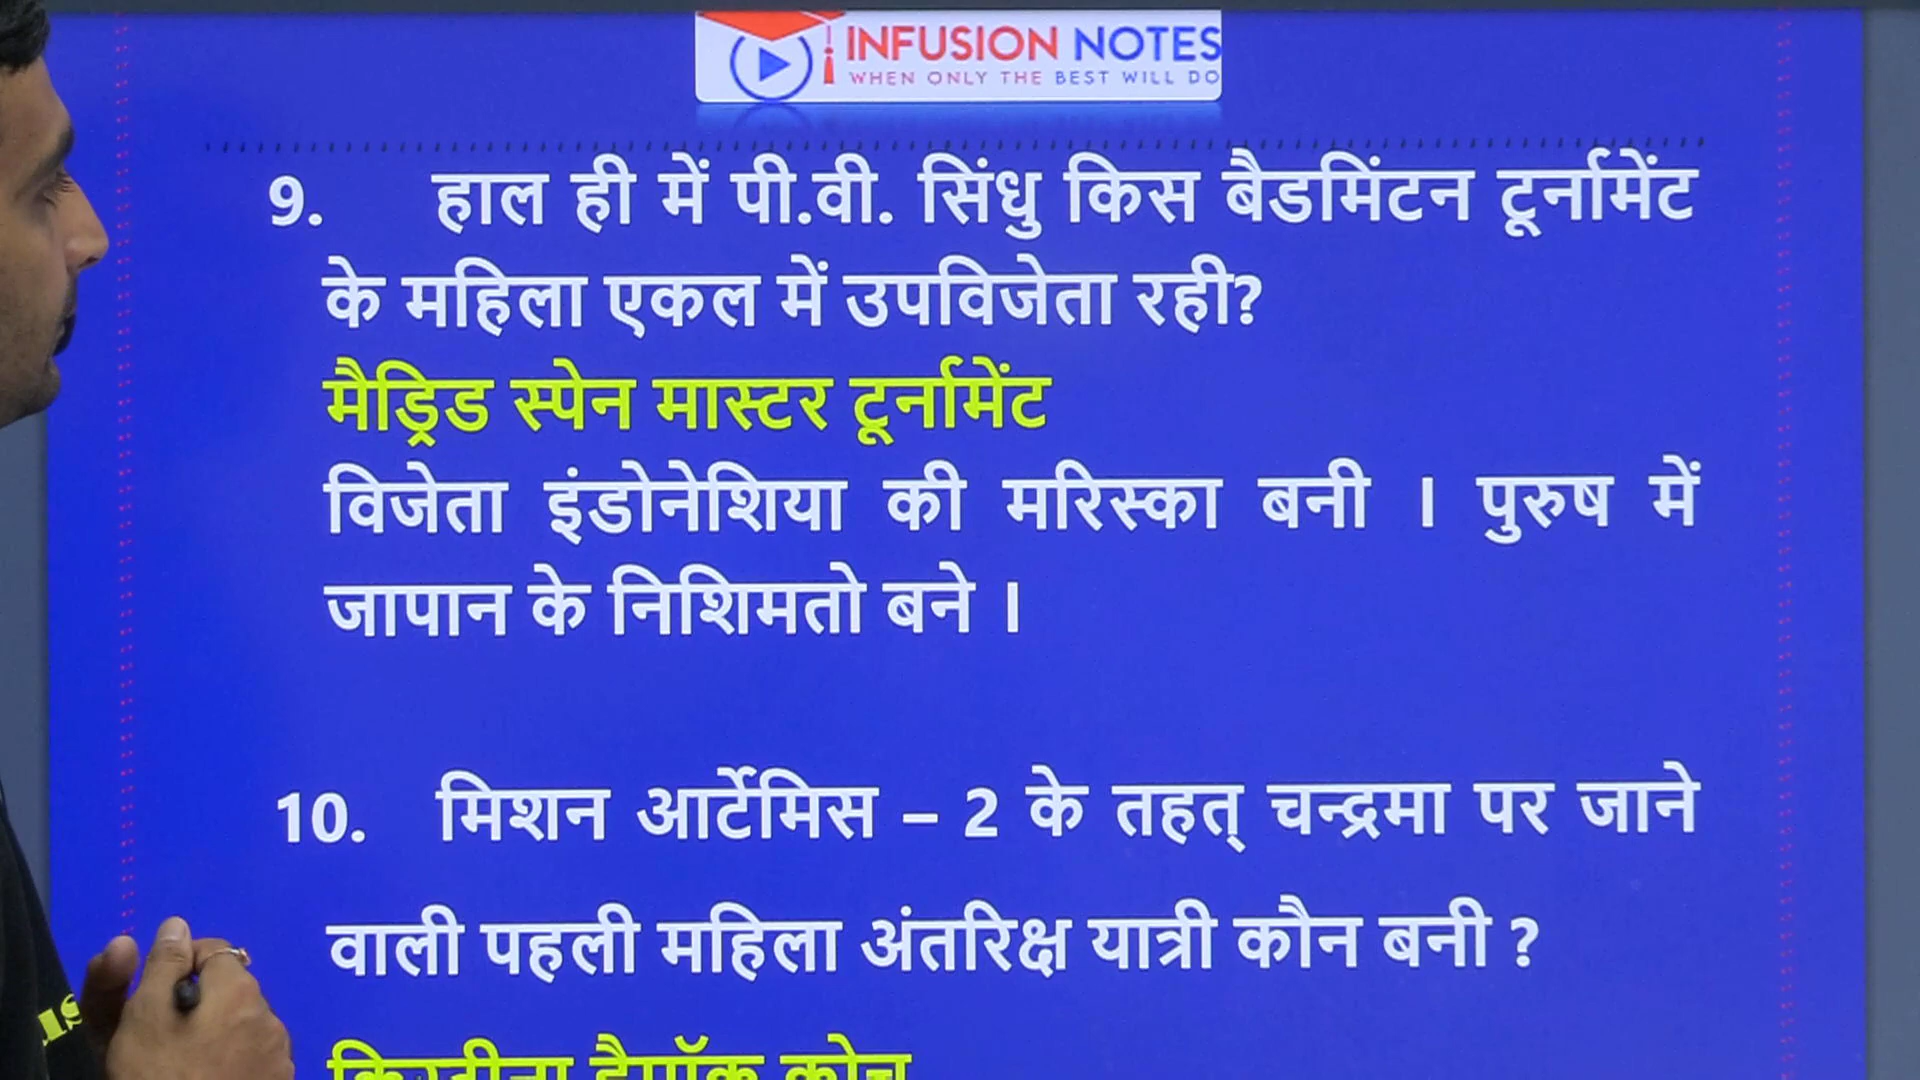 INFUSION NOTES
WHEN ONLY THE BEST WILL DO
9. हाल ही में पी.वी. सिंधु किस बैडमिंटन टूर्नामेंट
के महिला एकल में उपविजेता रही?
मैड्रिड स्पेन मास्टर टूर्नामेंट
विजेता इंडोनेशिया की मरिस्का बनी । पुरुष में
जापान के निशिमतो बने ।
10. मिशन आर्टेमिस – 2 के तहत् चन्द्रमा पर जाने
वाली पहली महिला अंतरिक्ष यात्री कौन बनी ?